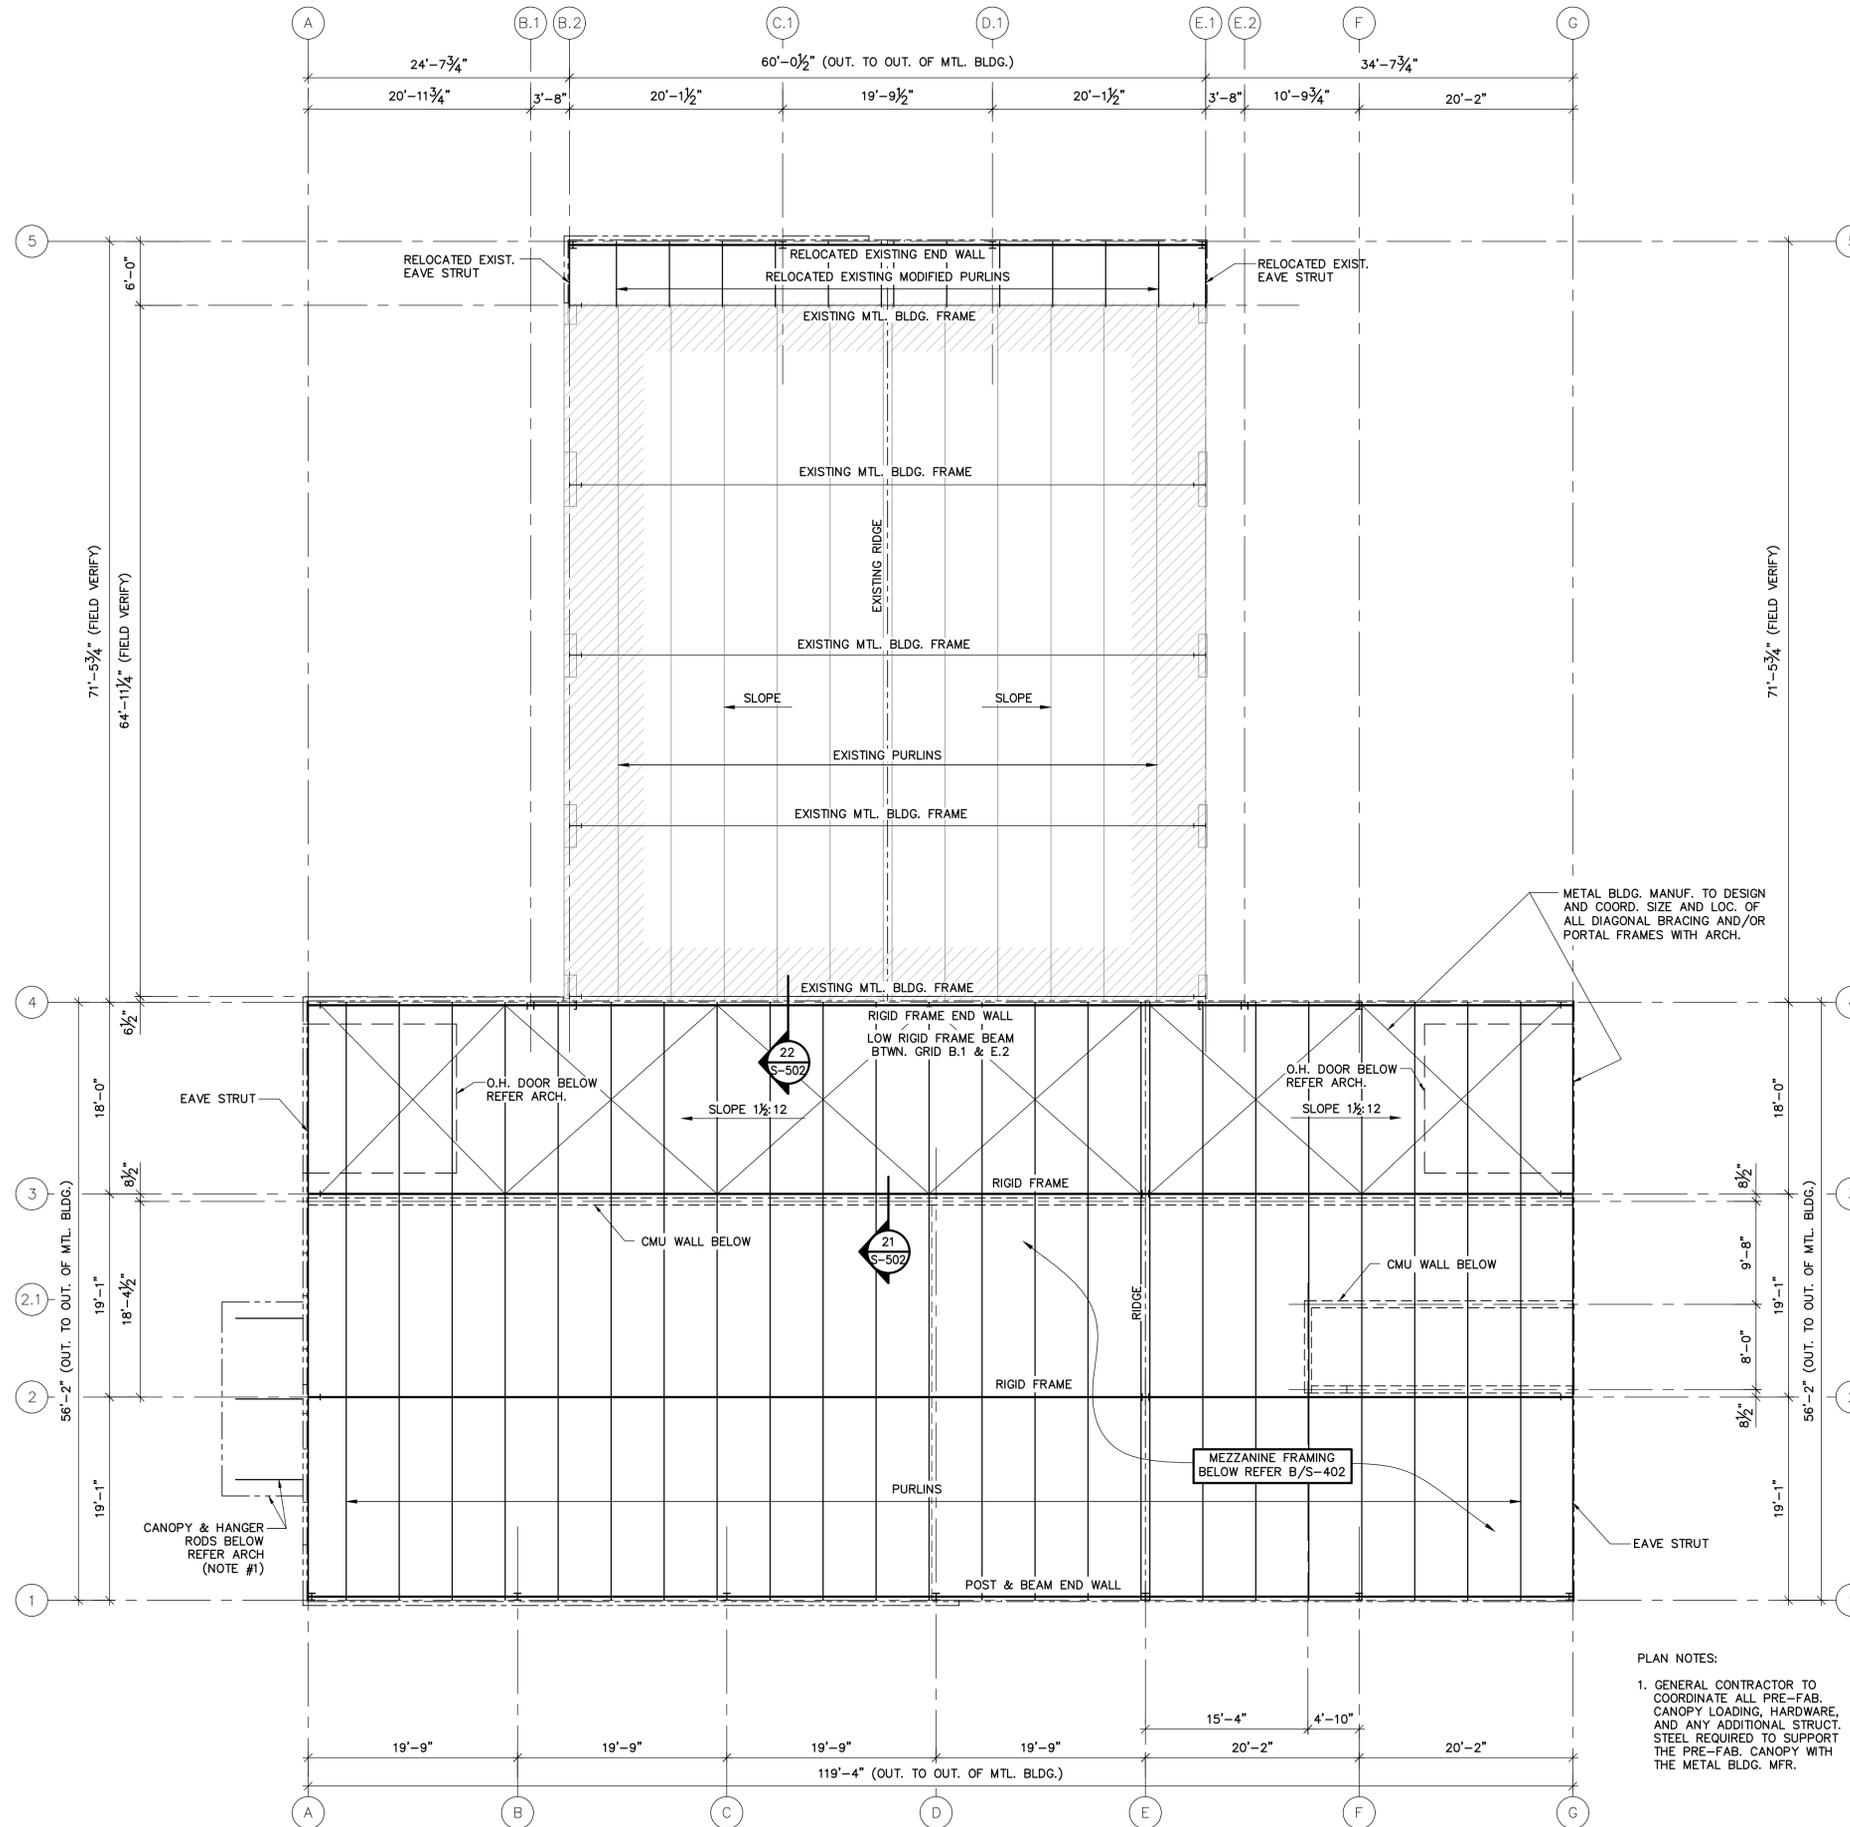 A
B.1
B.2
C.1
D.1
E.1
E.2
F
G
24'-7¾"
60'-0½" (OUT. TO OUT. OF MTL. BLDG.)
34'-7¾"
20'-11¾"
3'-8"
20'-1½"
19'-9½"
20'-1½"
3'-8"
10'-9¾"
20'-2"
5
6'-0"
RELOCATED EXIST.
EAVE STRUT
RELOCATED EXISTING END WALL
RELOCATED EXISTING MODIFIED PURLINS
RELOCATED EXIST.
EAVE STRUT
EXISTING MTL. BLDG. FRAME
EXISTING MTL. BLDG. FRAME
EXISTING RIDGE
71'-5¾" (FIELD VERIFY)
64'-11¼" (FIELD VERIFY)
71'-5¾" (FIELD VERIFY)
EXISTING MTL. BLDG. FRAME
SLOPE
SLOPE
EXISTING PURLINS
EXISTING MTL. BLDG. FRAME
METAL BLDG. MANUF. TO DESIGN
AND COORD. SIZE AND LOC. OF
ALL DIAGONAL BRACING AND/OR
PORTAL FRAMES WITH ARCH.
EXISTING MTL. BLDG. FRAME
4
6½"
RIGID FRAME END WALL
LOW RIGID FRAME BEAM
BTWN. GRID B.1 & E.2
22
S-502
O.H. DOOR BELOW
REFER ARCH.
O.H. DOOR BELOW
REFER ARCH.
EAVE STRUT
18'-0"
18'-0"
SLOPE 1½:12
SLOPE 1½:12
8½"
8½"
3
RIGID FRAME
CMU WALL BELOW
21
S-502
CMU WALL BELOW
56'-2" (OUT. TO OUT. OF MTL. BLDG.)
19'-1"
18'-4½"
9'-8"
19'-1"
56'-2" (OUT. TO OUT. OF MTL. BLDG.)
2.1
RIDGE
8'-0"
2
RIGID FRAME
8½"
MEZZANINE FRAMING
BELOW REFER B/S-402
PURLINS
19'-1"
19'-1"
CANOPY & HANGER
RODS BELOW
REFER ARCH
(NOTE #1)
EAVE STRUT
POST & BEAM END WALL
1
PLAN NOTES:
1. GENERAL CONTRACTOR TO
COORDINATE ALL PRE-FAB.
CANOPY LOADING, HARDWARE,
AND ANY ADDITIONAL STRUCT.
STEEL REQUIRED TO SUPPORT
THE PRE-FAB. CANOPY WITH
THE METAL BLDG. MFR.
15'-4"
4'-10"
19'-9"
19'-9"
19'-9"
19'-9"
20'-2"
20'-2"
119'-4" (OUT. TO OUT. OF MTL. BLDG.)
A
B
C
D
E
F
G